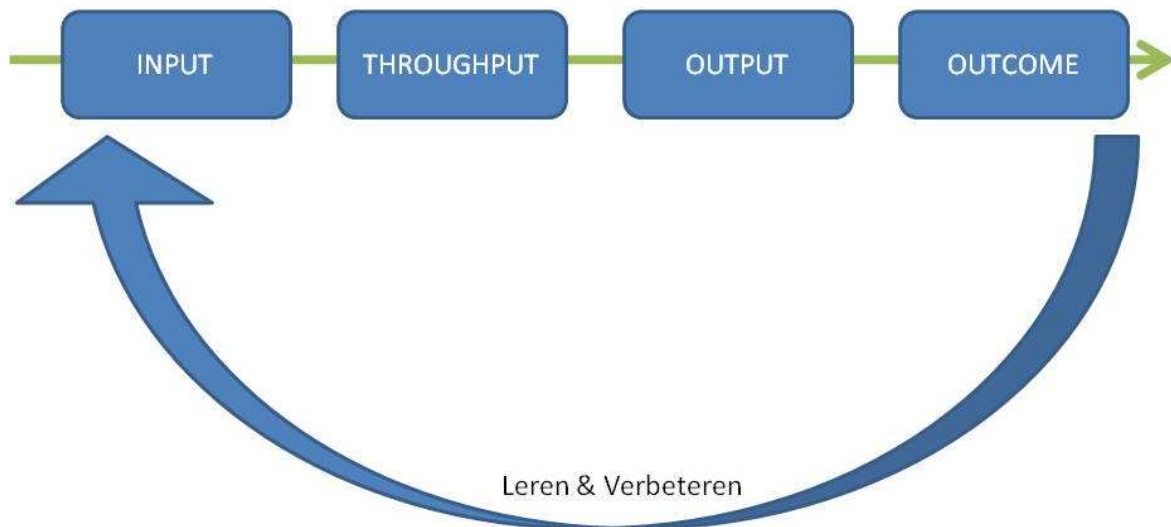 INPUT
THROUGHPUT
OUTPUT
OUTCOME
Leren & Verbeteren